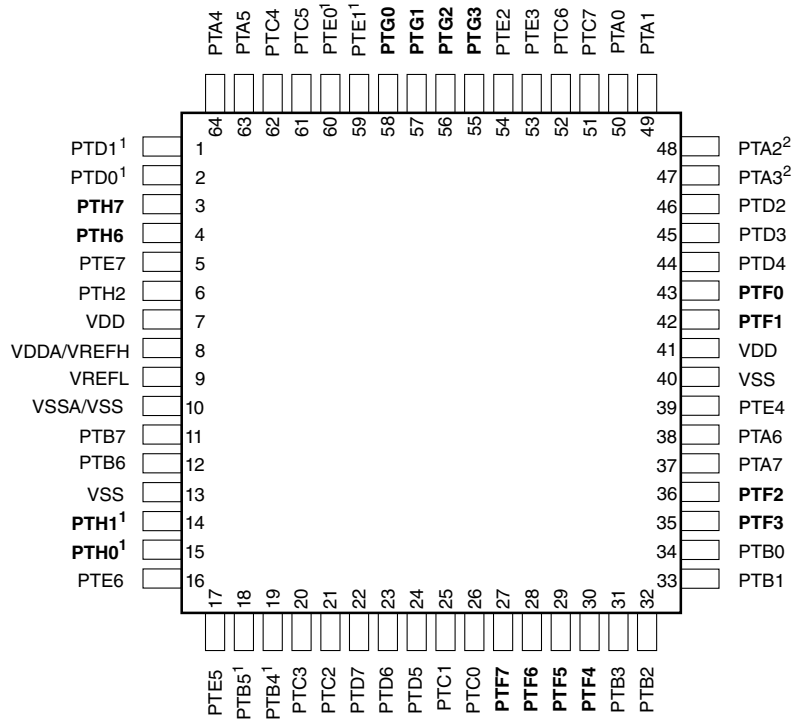 PTA4 PTA5 PTC4 PTC5 PTE0¹ PTE1¹ PTG0 PTG1 PTG2 PTG3 PTE2 PTE3 PTC6 PTC7 PTA0 PTA1
64 63 62 61 60 59 58 57 56 55 54 53 52 51 50 49
PTD1¹ 1 48 PTA2²
PTD0¹ 2 47 PTA3²
PTH7 3 46 PTD2
PTH6 4 45 PTD3
PTE7 5 44 PTD4
PTH2 6 43 PTF0
VDD 7 42 PTF1
VDDA/VREFH 8 41 VDD
VREFL 9 40 VSS
VSSA/VSS 10 39 PTE4
PTB7 11 38 PTA6
PTB6 12 37 PTA7
VSS 13 36 PTF2
PTH1¹ 14 35 PTF3
PTH0¹ 15 34 PTB0
PTE6 16 33 PTB1
17 18 19 20 21 22 23 24 25 26 27 28 29 30 31 32
PTE5 PTB5¹ PTB4¹ PTC3 PTC2 PTD7 PTD6 PTD5 PTC1 PTC0 PTF7 PTF6 PTF5 PTF4 PTB3 PTB2